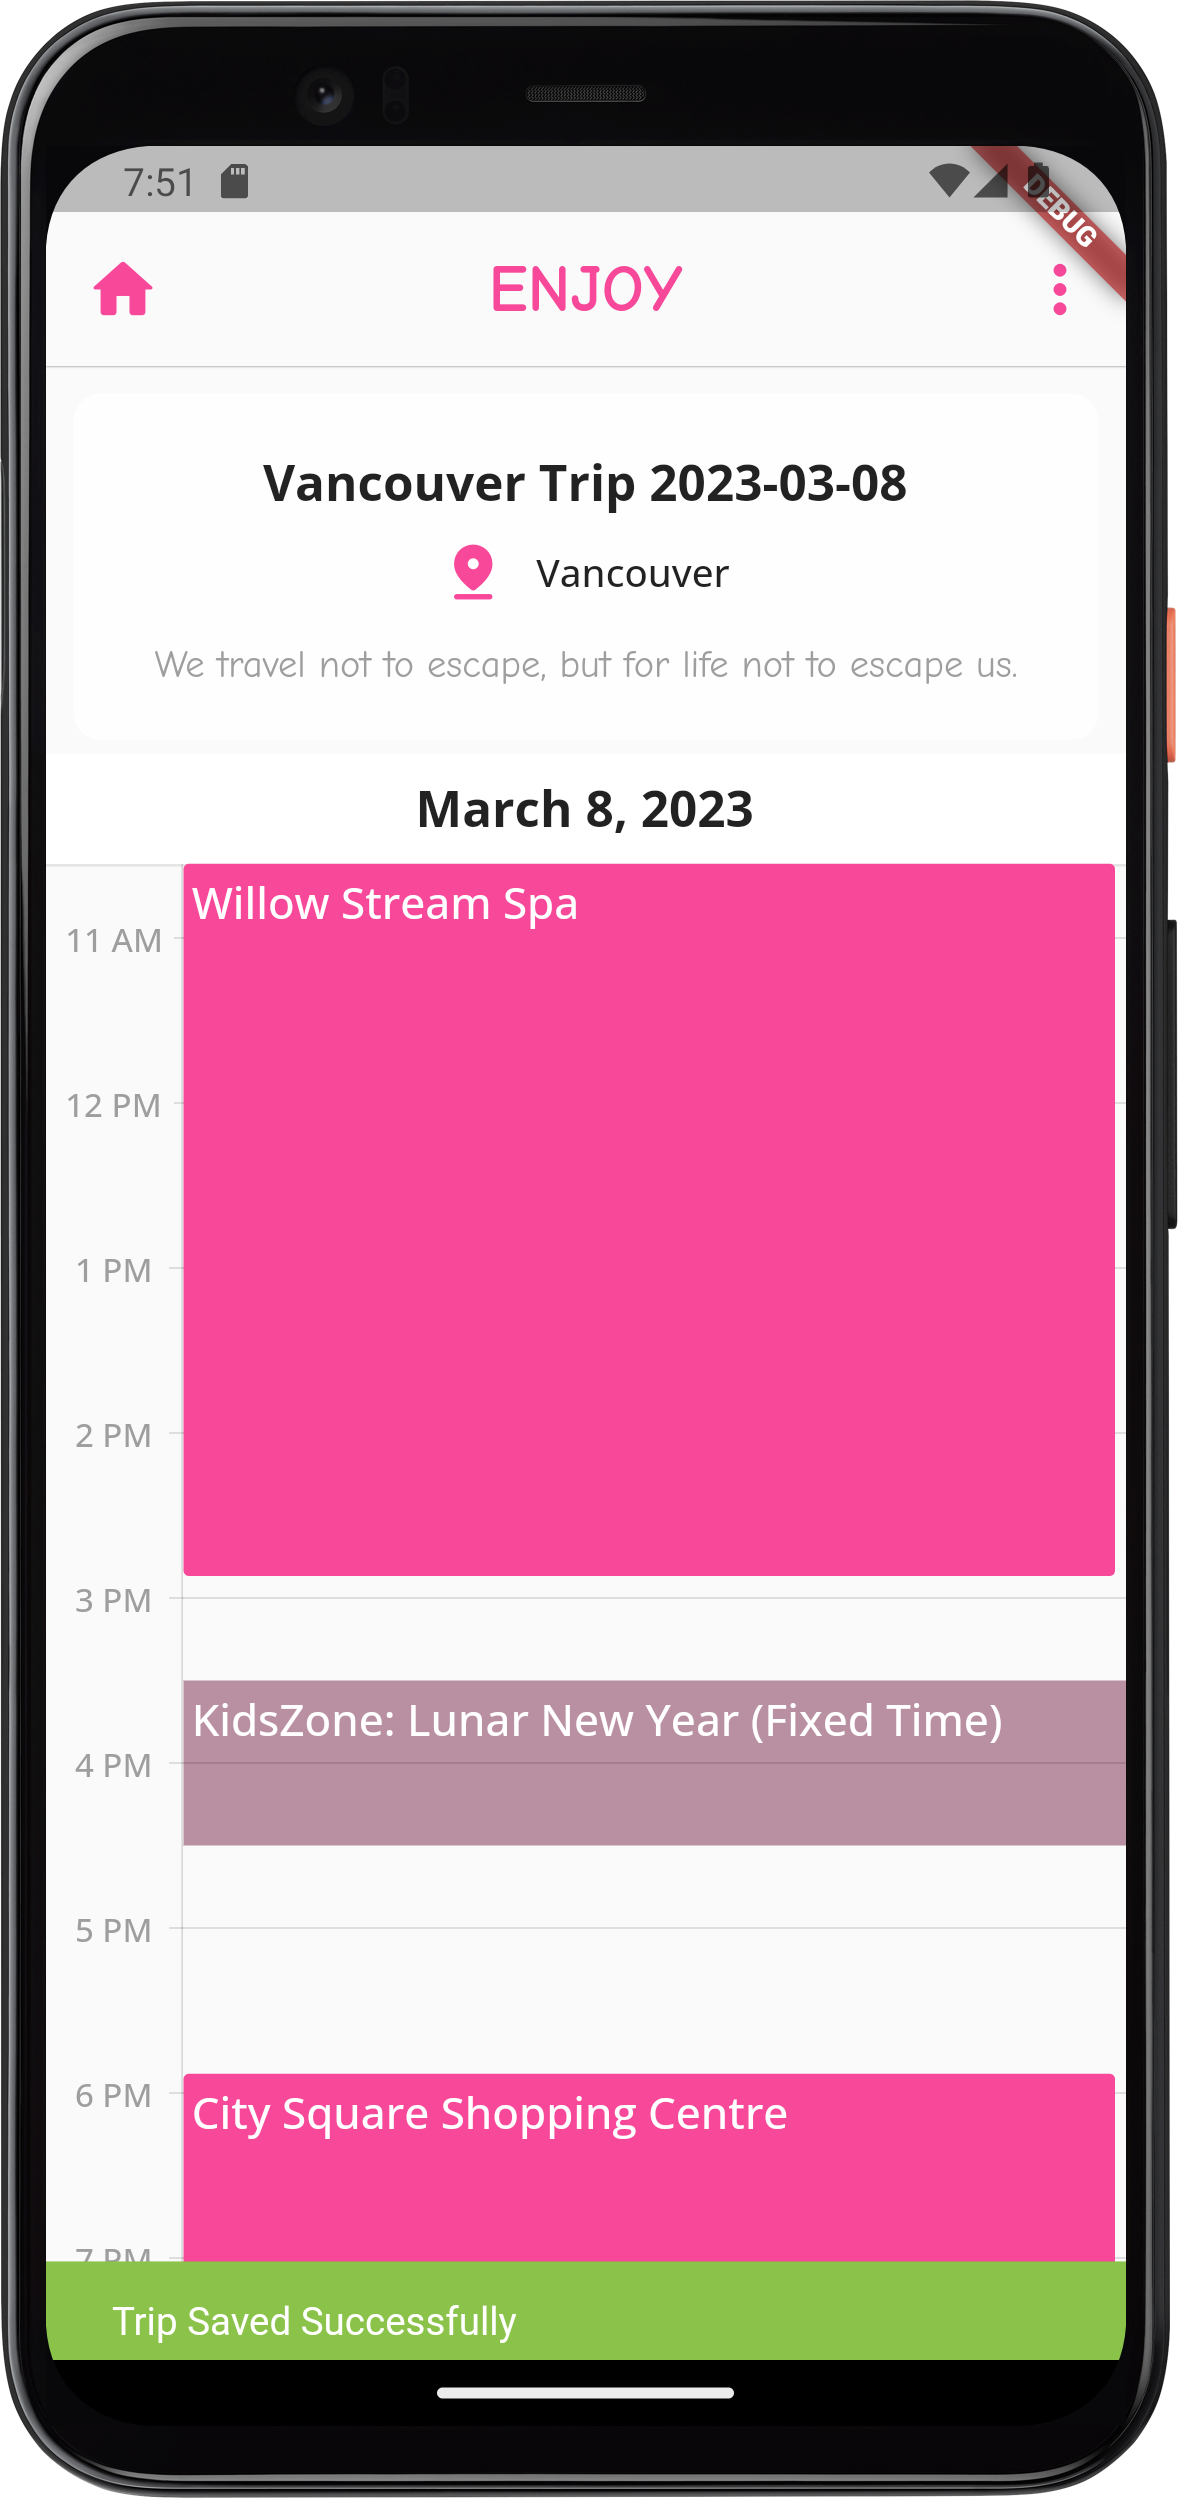 7:51
DEBUG
ENJOY
Vancouver Trip 2023-03-08
Vancouver
We travel not to escape, but for life not to escape us.
March 8, 2023
Willow Stream Spa
11 AM
12 PM
1 PM
2 PM
3 PM
KidsZone: Lunar New Year (Fixed Time)
4 PM
5 PM
6 PM
City Square Shopping Centre
7 PM
Trip Saved Successfully